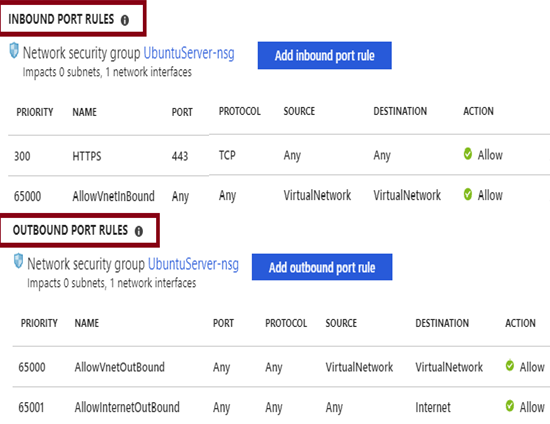 INBOUND PORT RULES
Network security group UbuntuServer-nsg Add inbound port rule
Impacts 0 subnets, 1 network interfaces
PRIORITY NAME PORT PROTOCOL SOURCE DESTINATION ACTION
300 HTTPS 443 TCP Any Any Allow
65000 AllowVnetInBound Any Any VirtualNetwork VirtualNetwork Allow
OUTBOUND PORT RULES
Network security group UbuntuServer-nsg Add outbound port rule
Impacts 0 subnets, 1 network interfaces
PRIORITY NAME PORT PROTOCOL SOURCE DESTINATION ACTION
65000 AllowVnetOutBound Any Any VirtualNetwork VirtualNetwork Allow
65001 AllowInternetOutBound Any Any Any Internet Allow